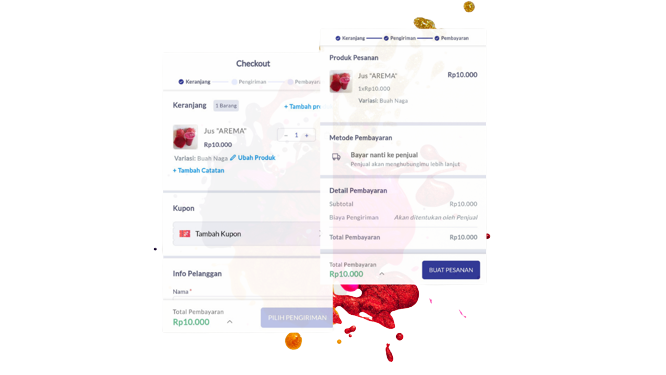 Checkout
Keranjang Pengiriman Pembayar
Keranjang 1 Barang + Tambah pr
Jus "AREMA"
Rp10.000
− 1 +
Variasi: Buah Naga Ubah Produk
+ Tambah Catatan
Kupon
Tambah Kupon
Info Pelanggan
Nama *
Total Pembayaran
Rp10.000
PILIH PENGIRIMAN
Keranjang Pengiriman Pembayaran
Produk Pesanan
Jus "AREMA" Rp10.000
1xRp10.000
Variasi: Buah Naga
Metode Pembayaran
Bayar nanti ke penjual
Penjual akan menghubungimu lebih lanjut
Detail Pembayaran
Subtotal Rp10.000
Biaya Pengiriman Akan ditentukan oleh Penjual
Total Pembayaran Rp10.000
Total Pembayaran
Rp10.000
BUAT PESANAN